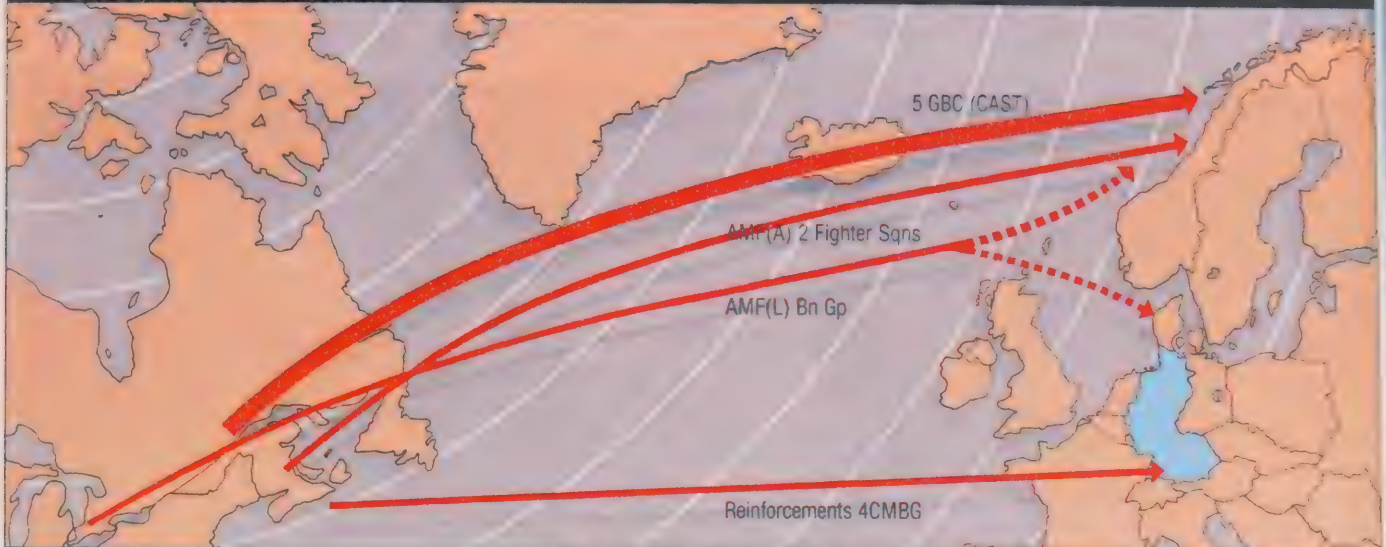 5 GBC (CAST)
AMF(A) 2 Fighter Sqns
AMF(L) Bn Gp
Reinforcements 4CMBG